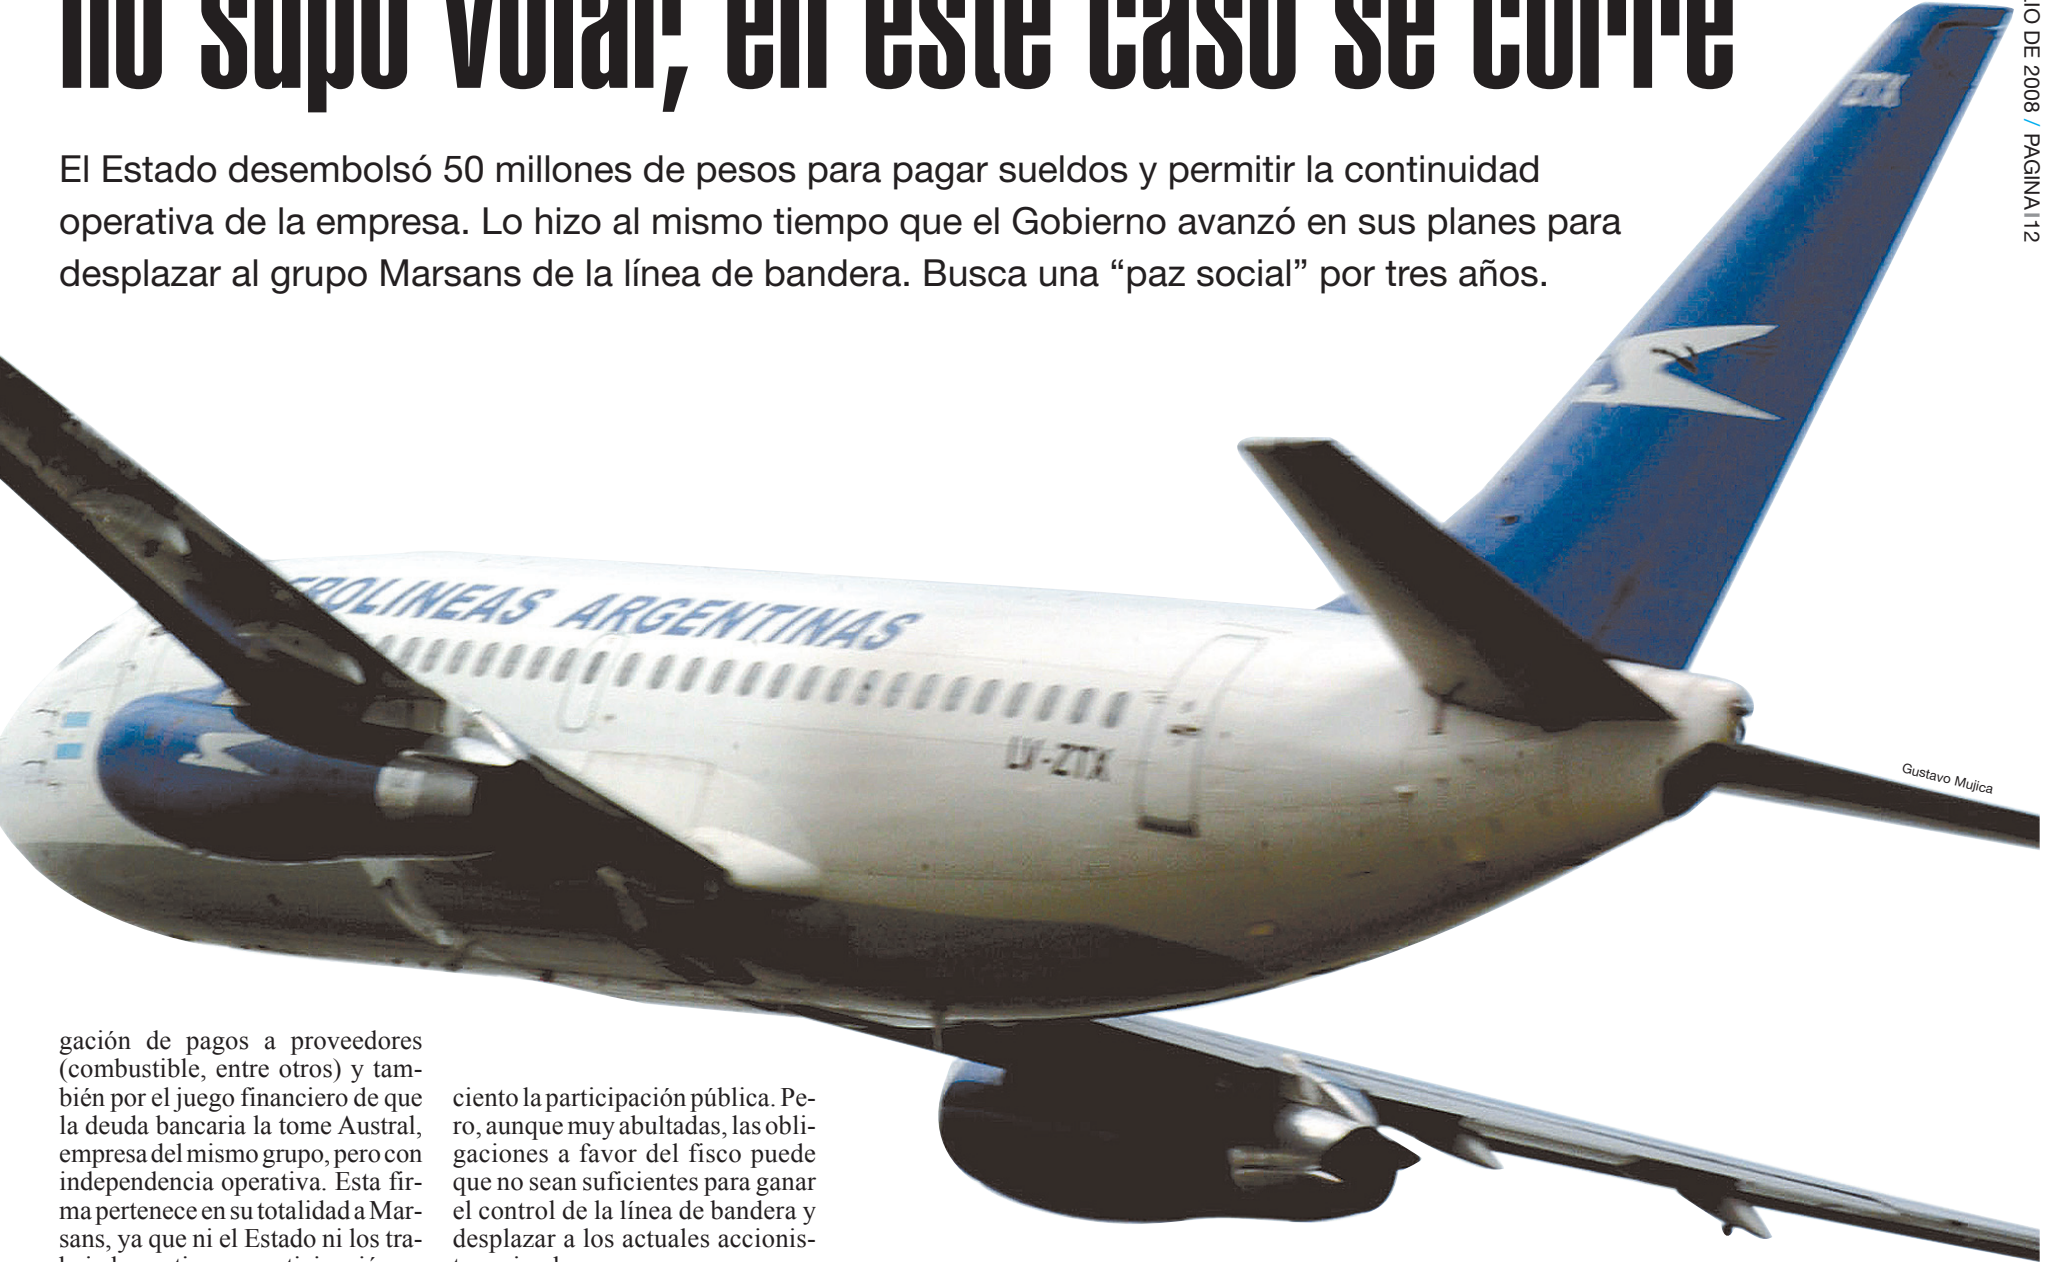 no supo volar, en este caso se corre
El Estado desembolsó 50 millones de pesos para pagar sueldos y permitir la continuidad
operativa de la empresa. Lo hizo al mismo tiempo que el Gobierno avanzó en sus planes para
desplazar al grupo Marsans de la línea de bandera. Busca una “paz social” por tres años.
IO DE 2008 / PAGINA I 12
ZTX
EROLINEAS ARGENTINAS
LV-ZTX
Gustavo Mujica
gación de pagos a proveedores
(combustible, entre otros) y tam-
bién por el juego financiero de que
la deuda bancaria la tome Austral,
empresa del mismo grupo, pero con
independencia operativa. Esta fir-
ma pertenece en su totalidad a Mar-
sans, ya que ni el Estado ni los tra-
ciento la participación pública. Pe-
ro, aunque muy abultadas, las obli-
gaciones a favor del fisco puede
que no sean suficientes para ganar
el control de la línea de bandera y
desplazar a los actuales accionis-